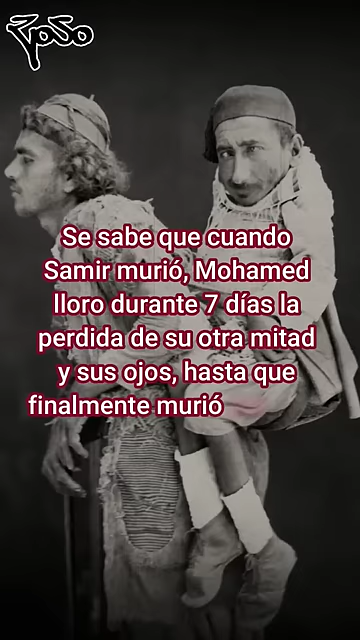 ZOSO
Se sabe que cuando
Samir murió, Mohamed
lloro durante 7 días la
perdida de su otra mitad
y sus ojos, hasta que
finalmente murió